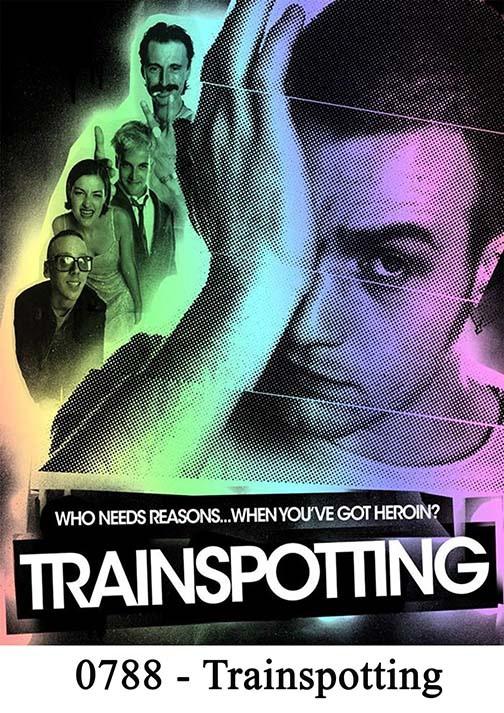 WHO NEEDS REASONS...WHEN YOU'VE GOT HEROIN?
TRAINSPOTTING
0788 - Trainspotting